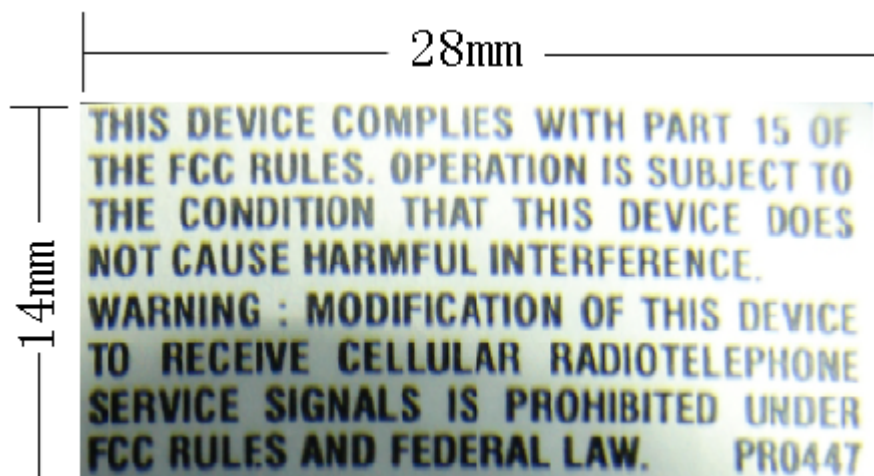 28mm
14mm
THIS DEVICE COMPLIES WITH PART 15 OF
THE FCC RULES. OPERATION IS SUBJECT TO
THE CONDITION THAT THIS DEVICE DOES
NOT CAUSE HARMFUL INTERFERENCE.
WARNING : MODIFICATION OF THIS DEVICE
TO RECEIVE CELLULAR RADIOTELEPHONE
SERVICE SIGNALS IS PROHIBITED UNDER
FCC RULES AND FEDERAL LAW. PR0447